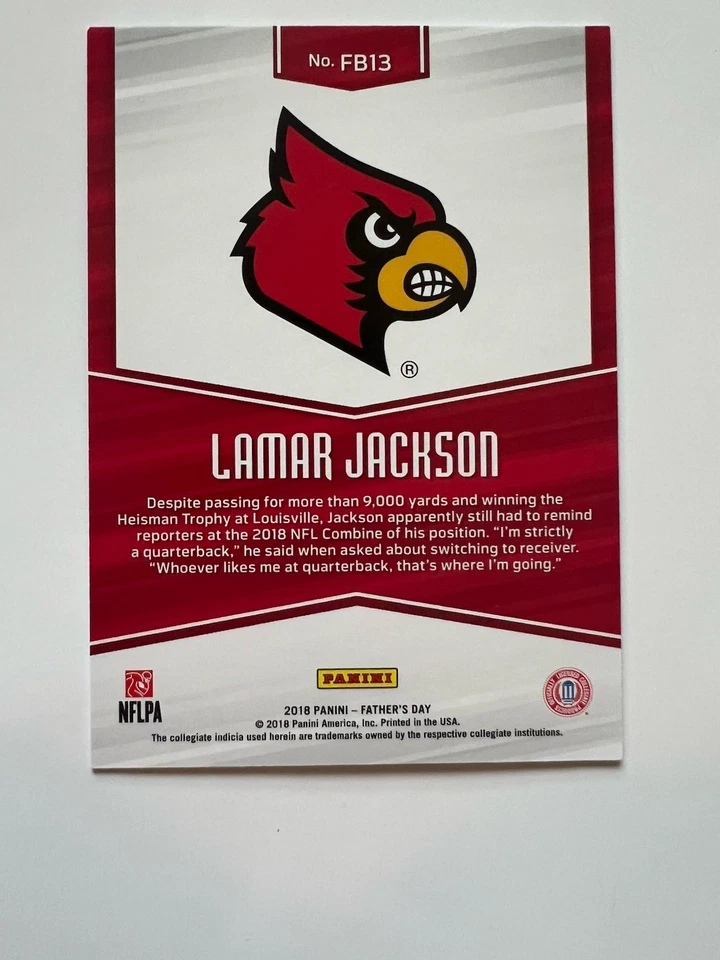 No. FB13
®
LAMAR JACKSON
Despite passing for more than 9,000 yards and winning the
Heisman Trophy at Louisville, Jackson apparently still had to remind
reporters at the 2018 NFL Combine of his position. “I’m strictly
a quarterback,” he said when asked about switching to receiver.
“Whoever likes me at quarterback, that’s where I’m going.”
PANINI
NFLPA
2018 PANINI – FATHER’S DAY
© 2018 Panini America, Inc. Printed in the USA.
The collegiate indicia used herein are trademarks owned by the respective collegiate institutions.
OFFICIALLY LICENSED COLLEGIATE PRODUCTS